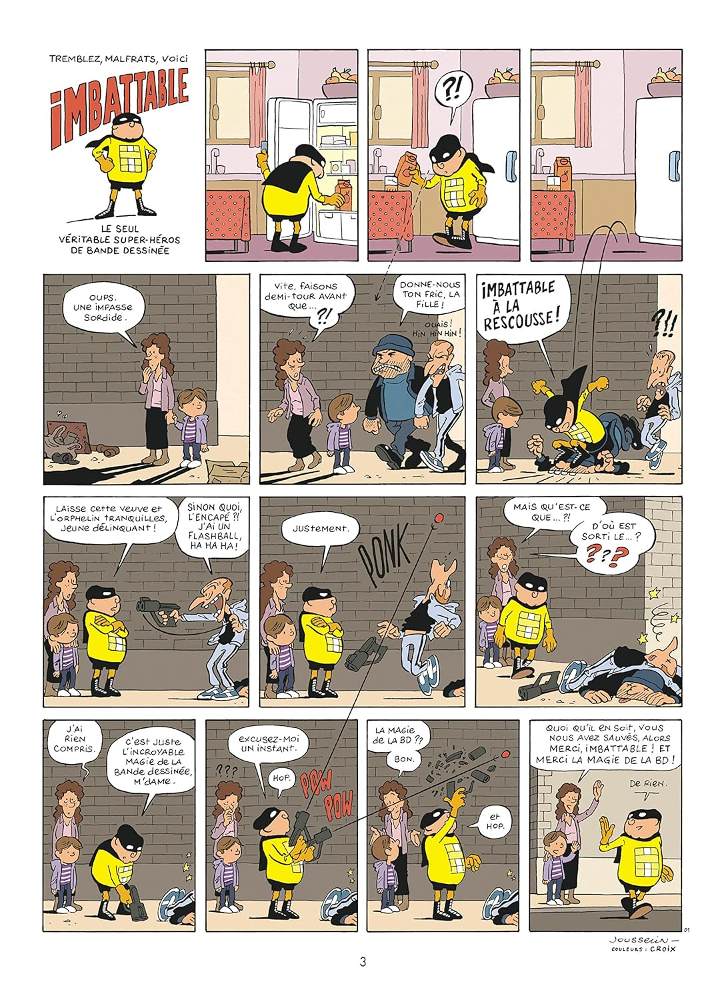 TREMBLEZ, MALFRATS, VOICI
iMBATTABLE
LE SEUL
VÉRITABLE SUPER-HÉROS
DE BANDE DESSINÉE
?!
OUPS.
UNE IMPASSE
SORDIDE.
VITE, FAISONS
DEMI-TOUR AVANT
QUE...
?!
DONNE-NOUS
TON FRIC, LA
FILLE !
OUAIS !
HIN HIN HIN !
iMBATTABLE
À LA
RESCOUSSE !
?!!
LAISSE CETTE VEUVE ET
L'ORPHELIN TRANQUILLES,
JEUNE DÉLINQUANT !
SINON QUOI,
L'ENCAPÉ ?!
J'AI UN
FLASHBALL,
HA HA HA !
JUSTEMENT.
PONK
MAIS QU'EST-CE
QUE... ?!
D'OÙ EST
SORTI LE... ?
???
J'AI
RIEN
COMPRIS.
C'EST JUSTE
L'INCROYABLE
MAGIE DE LA
BANDE DESSINÉE,
M'DAME.
???
EXCUSEZ-MOI
UN INSTANT.
HOP.
POW
POW
LA MAGIE
DE LA BD ??
BON.
ET
HOP.
QUOI QU'IL EN SOIT, VOUS
NOUS AVEZ SAUVÉS, ALORS
MERCI, IMBATTABLE ! ET
MERCI LA MAGIE DE LA BD !
DE RIEN.
01
JOUSSELIN —
COULEURS : CROIX
3